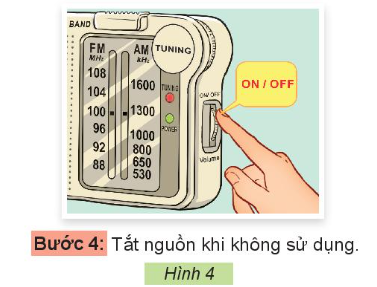 BAND
FM
MHz
AM
kHz
TUNING
108
104
100
96
92
88
1600
1300
1000
800
650
530
TUNING
POWER
ON/ OFF
Volume
ON / OFF
Bước 4: Tắt nguồn khi không sử dụng.
Hình 4